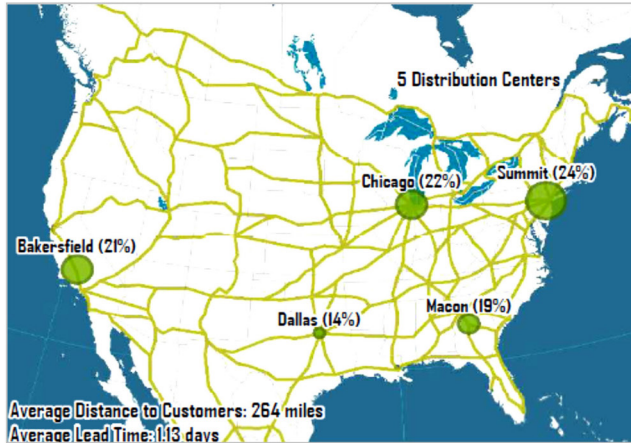 5 Distribution Centers
Chicago (22%)
Summit (24%)
Bakersfield (21%)
Dallas (14%)
Macon (19%)
Average Distance to Customers: 264 miles
Average Lead Time: 1.13 days